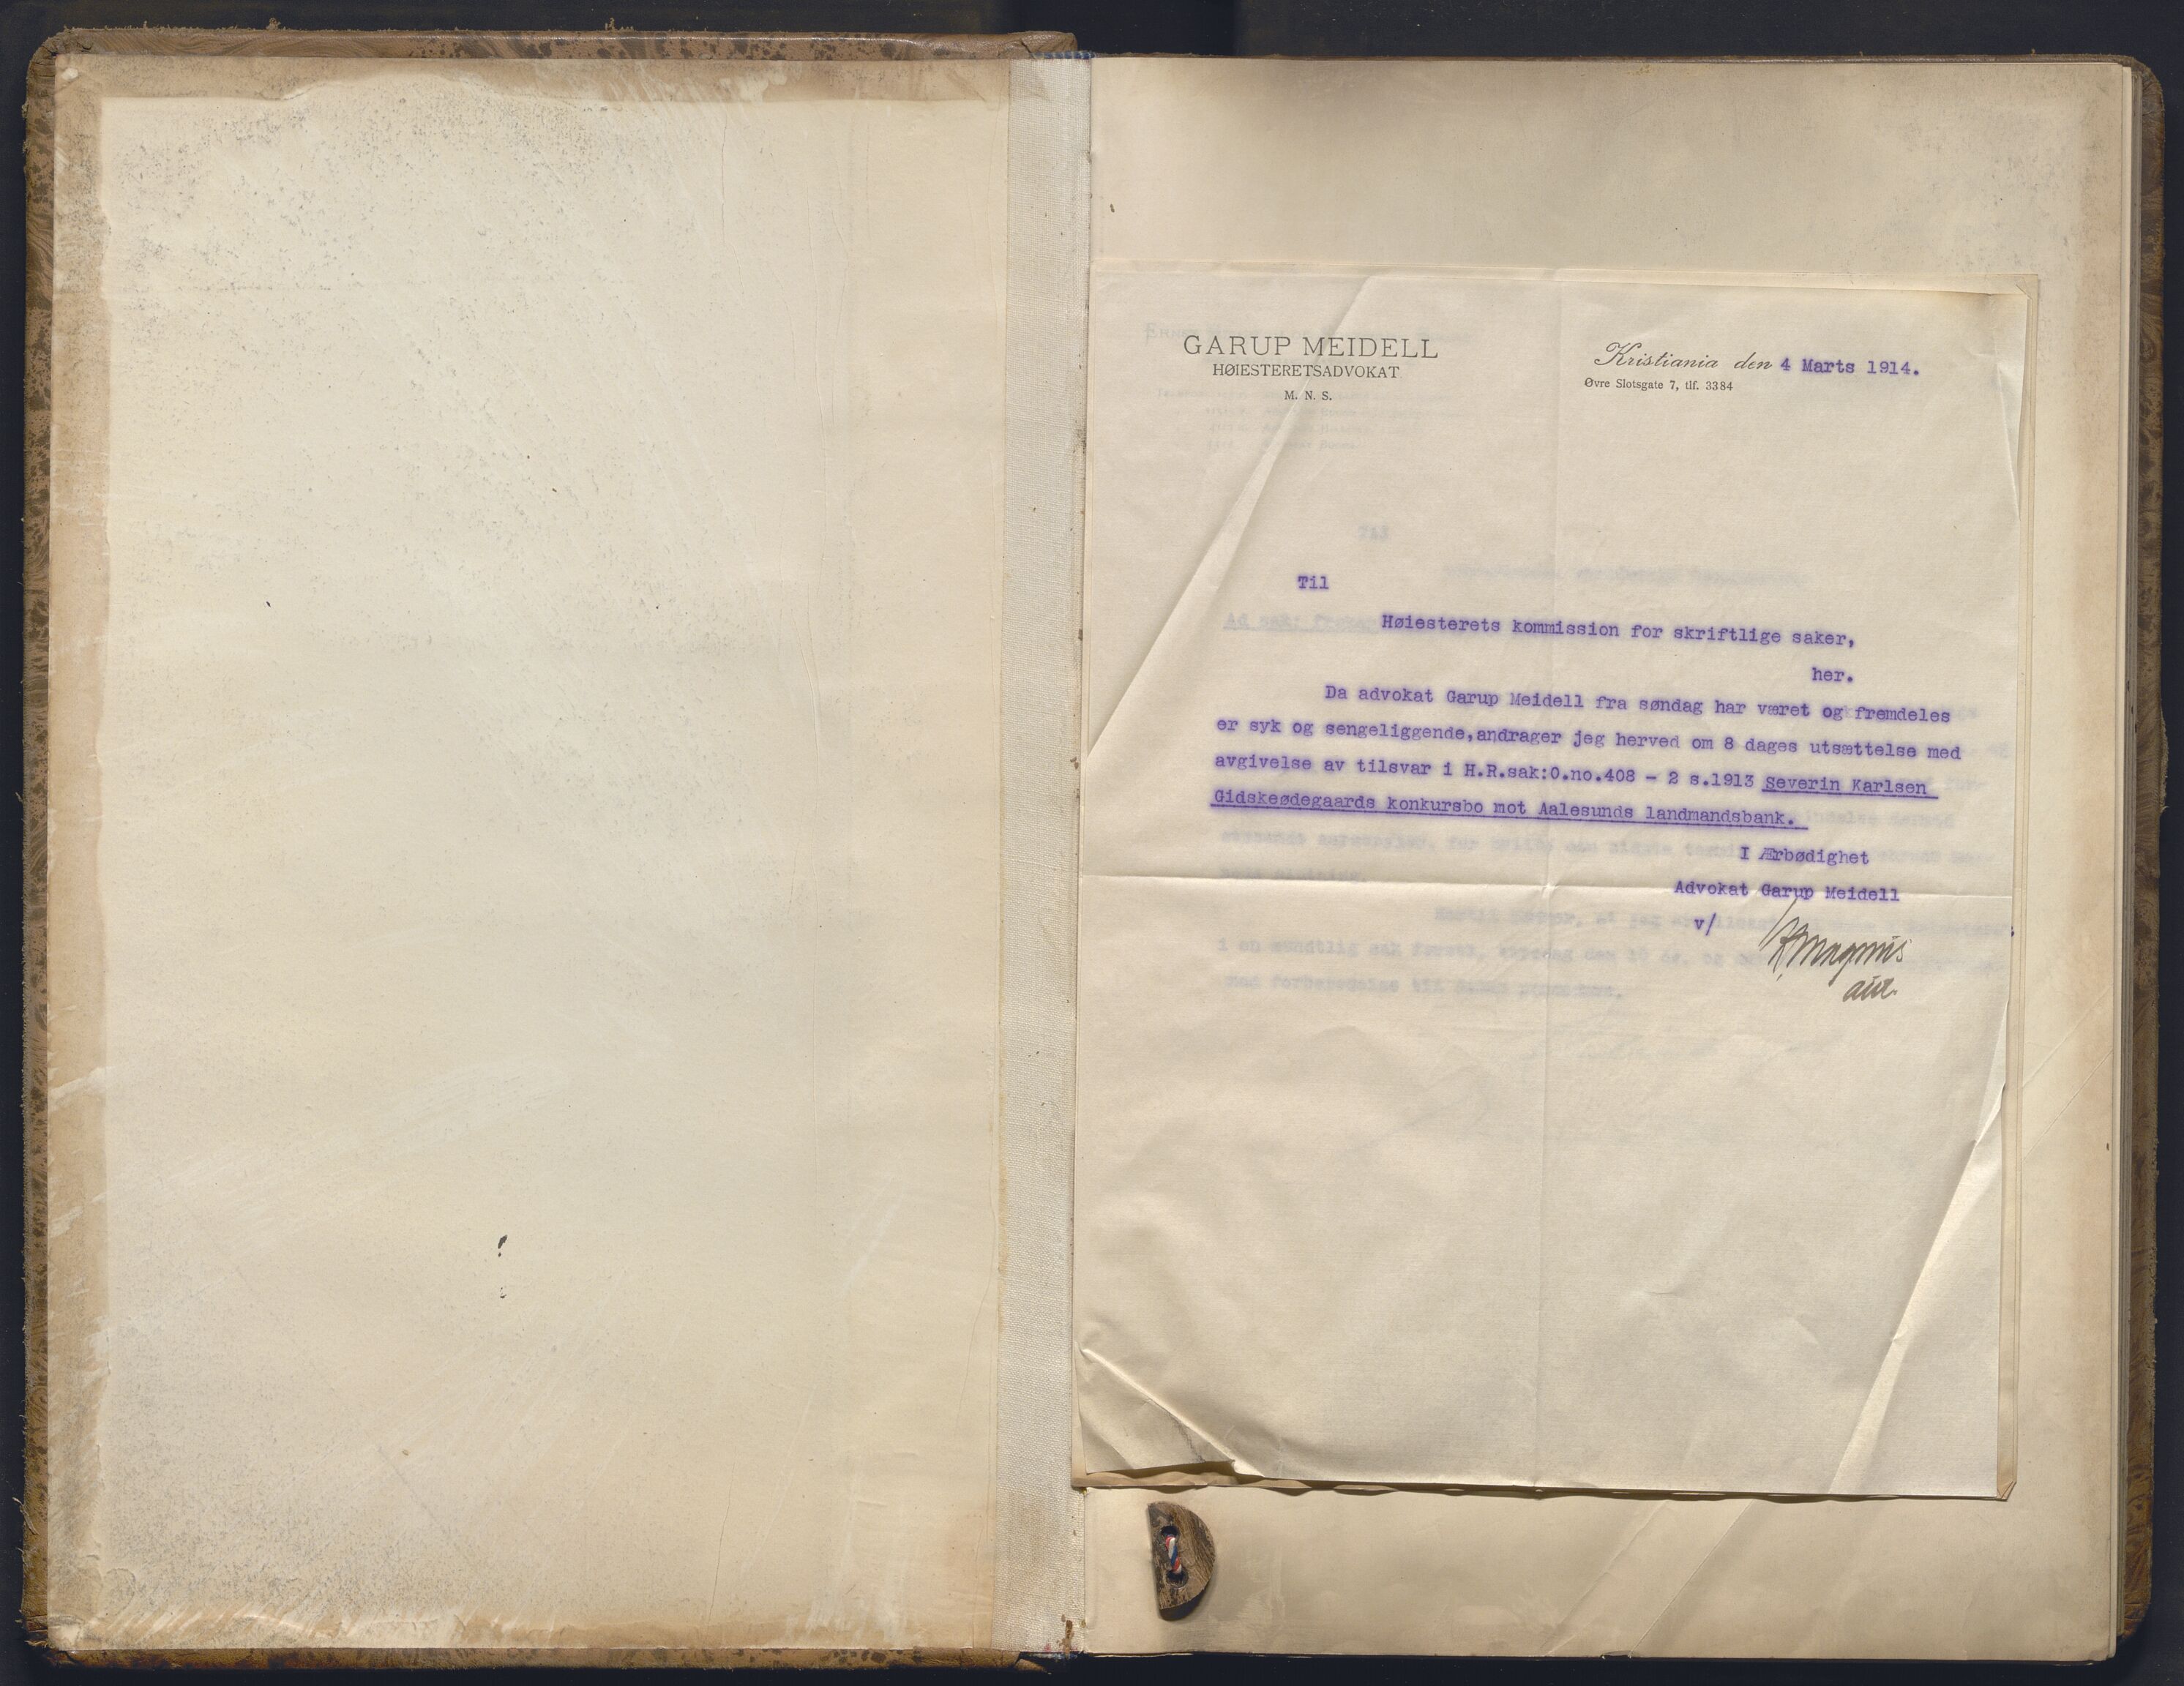 GARUP MEIDELL
HØIESTERETSADVOKAT
M. N. S.
Kristiania den 4 Marts 1914.
Øvre Slotsgate 7, tlf. 3384
Til
Høiesterets kommission for skriftlige saker,
her.
Da advokat Garup Meidell fra søndag har været og fremdeles
er syk og sengeliggende,andrager jeg herved om 8 dages utsættelse med
avgivelse av tilsvar i H.R.sak:O.no.408 - 2 s.1913 Severin Karlsen
Gidskeødegaards konkursbo mot Aalesunds landmandsbank.
I Ærbødighet
Advokat Garup Meidell
v/